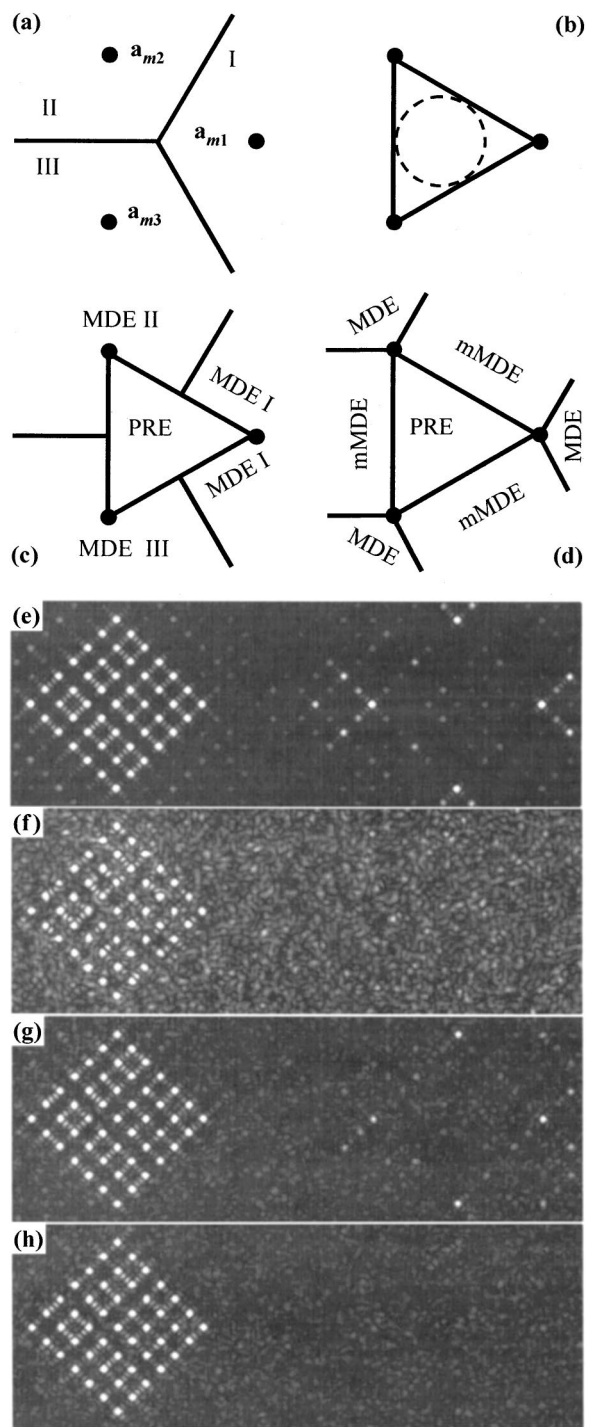 (a)
a_m2
I
II
a_m1
III
a_m3
(b)
MDE II
MDE I
PRE
MDE I
MDE III
(c)
MDE
mMDE
mMDE
PRE
MDE
mMDE
MDE
(d)
(e)
(f)
(g)
(h)